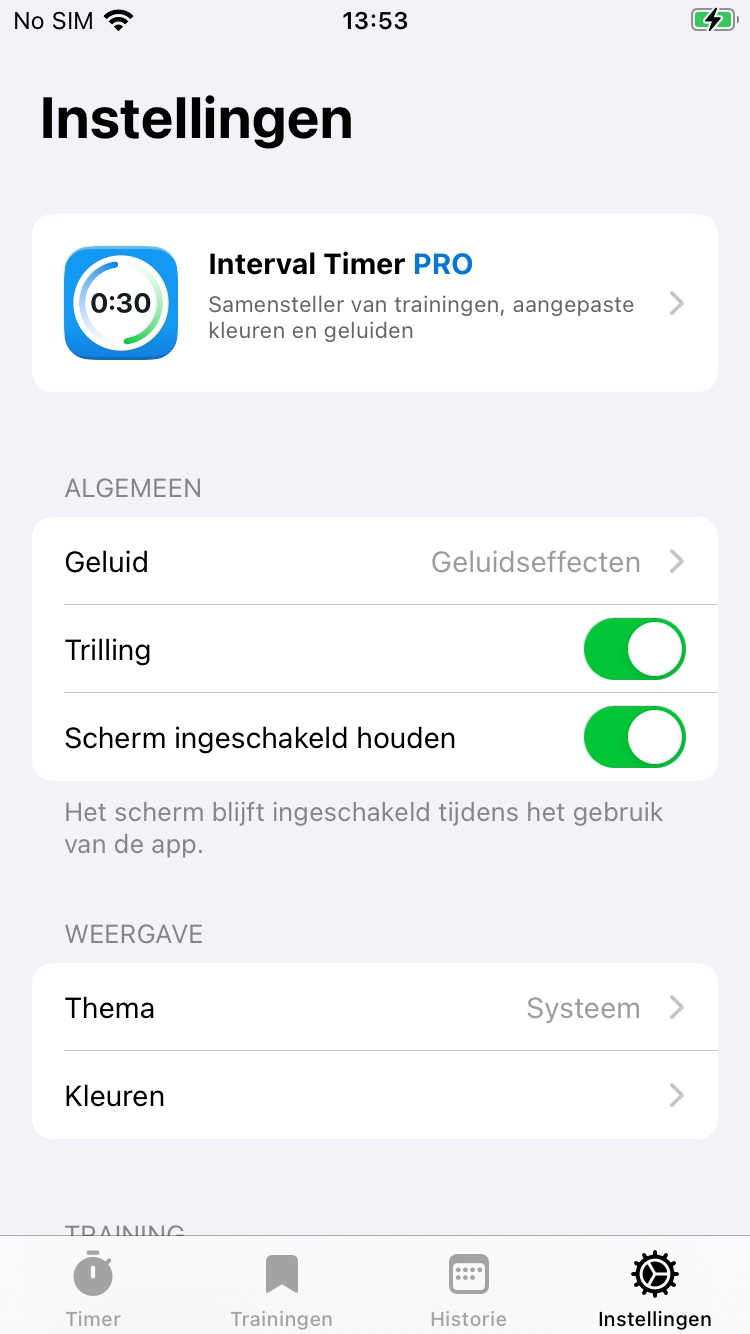 No SIM 13:53
Instellingen
0:30
Interval Timer PRO
Samensteller van trainingen, aangepaste
kleuren en geluiden
ALGEMEEN
Geluid Geluidseffecten
Trilling
Scherm ingeschakeld houden
Het scherm blijft ingeschakeld tijdens het gebruik
van de app.
WEERGAVE
Thema Systeem
Kleuren
TRAINING
Timer Trainingen Historie Instellingen